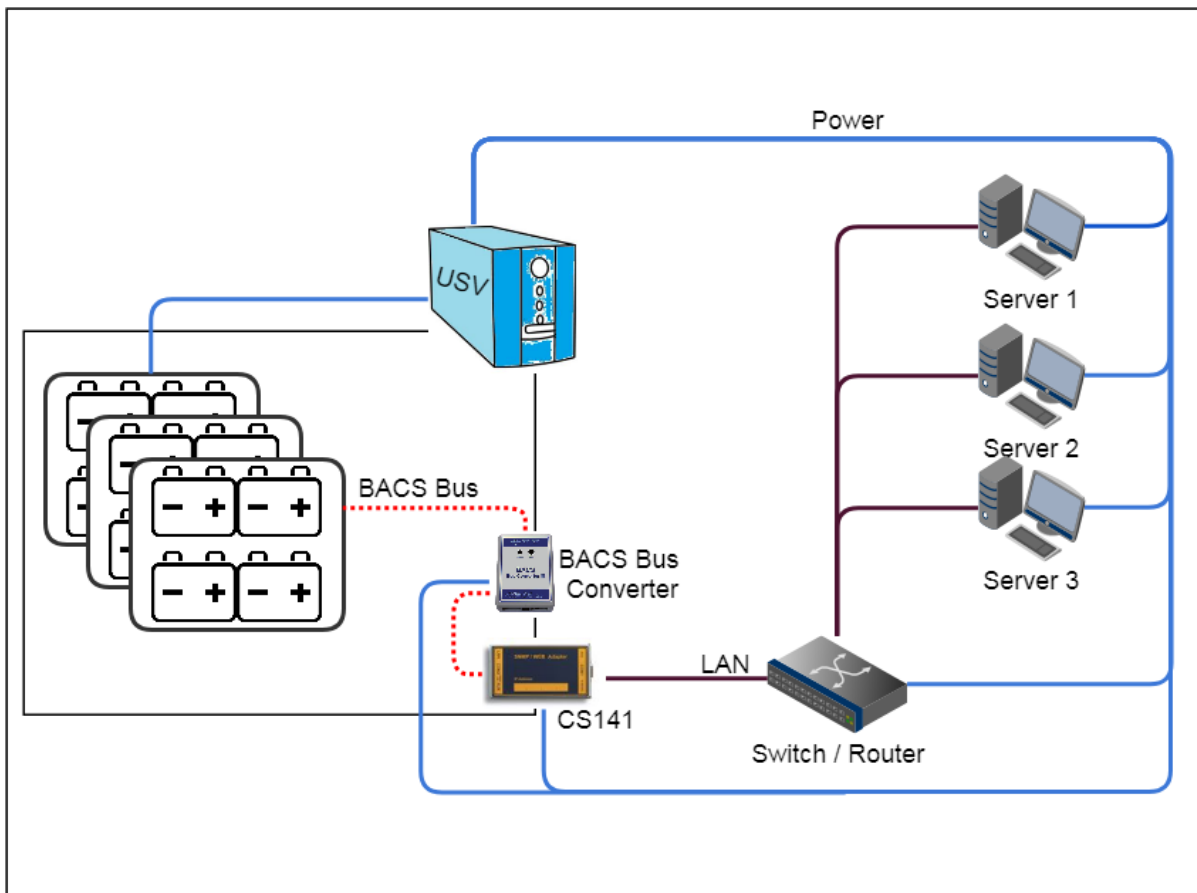 Power
USV
Server 1
Server 2
BACS Bus
BACS Bus
Converter
Server 3
LAN
CS141
Switch / Router